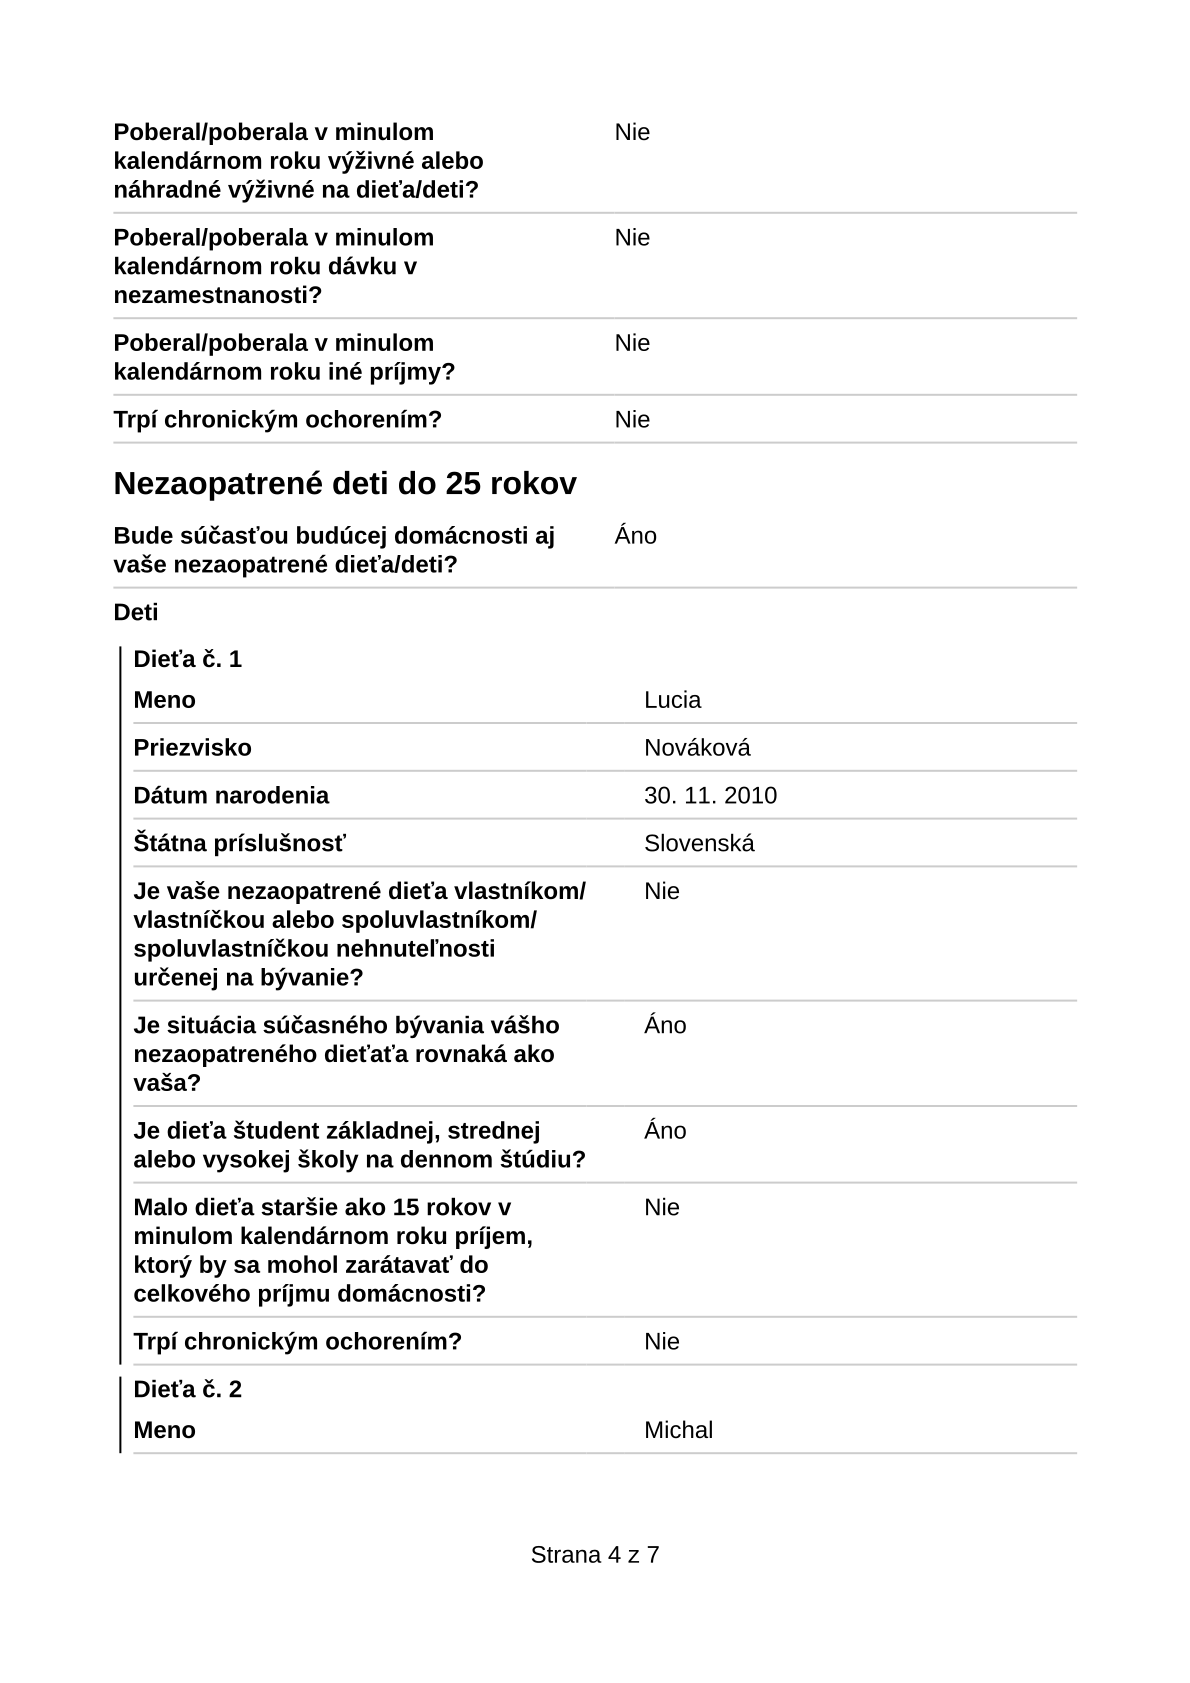 Poberal/poberala v minulom Nie
kalendárnom roku výživné alebo
náhradné výživné na dieťa/deti?
Poberal/poberala v minulom Nie
kalendárnom roku dávku v
nezamestnanosti?
Poberal/poberala v minulom Nie
kalendárnom roku iné príjmy?
Trpí chronickým ochorením? Nie
Nezaopatrené deti do 25 rokov
Bude súčasťou budúcej domácnosti aj Áno
vaše nezaopatrené dieťa/deti?
Deti
Dieťa č. 1
Meno Lucia
Priezvisko Nováková
Dátum narodenia 30. 11. 2010
Štátna príslušnosť Slovenská
Je vaše nezaopatrené dieťa vlastníkom/ Nie
vlastníčkou alebo spoluvlastníkom/
spoluvlastníčkou nehnuteľnosti
určenej na bývanie?
Je situácia súčasného bývania vášho Áno
nezaopatreného dieťaťa rovnaká ako
vaša?
Je dieťa študent základnej, strednej Áno
alebo vysokej školy na dennom štúdiu?
Malo dieťa staršie ako 15 rokov v Nie
minulom kalendárnom roku príjem,
ktorý by sa mohol zarátavať do
celkového príjmu domácnosti?
Trpí chronickým ochorením? Nie
Dieťa č. 2
Meno Michal
Strana 4 z 7